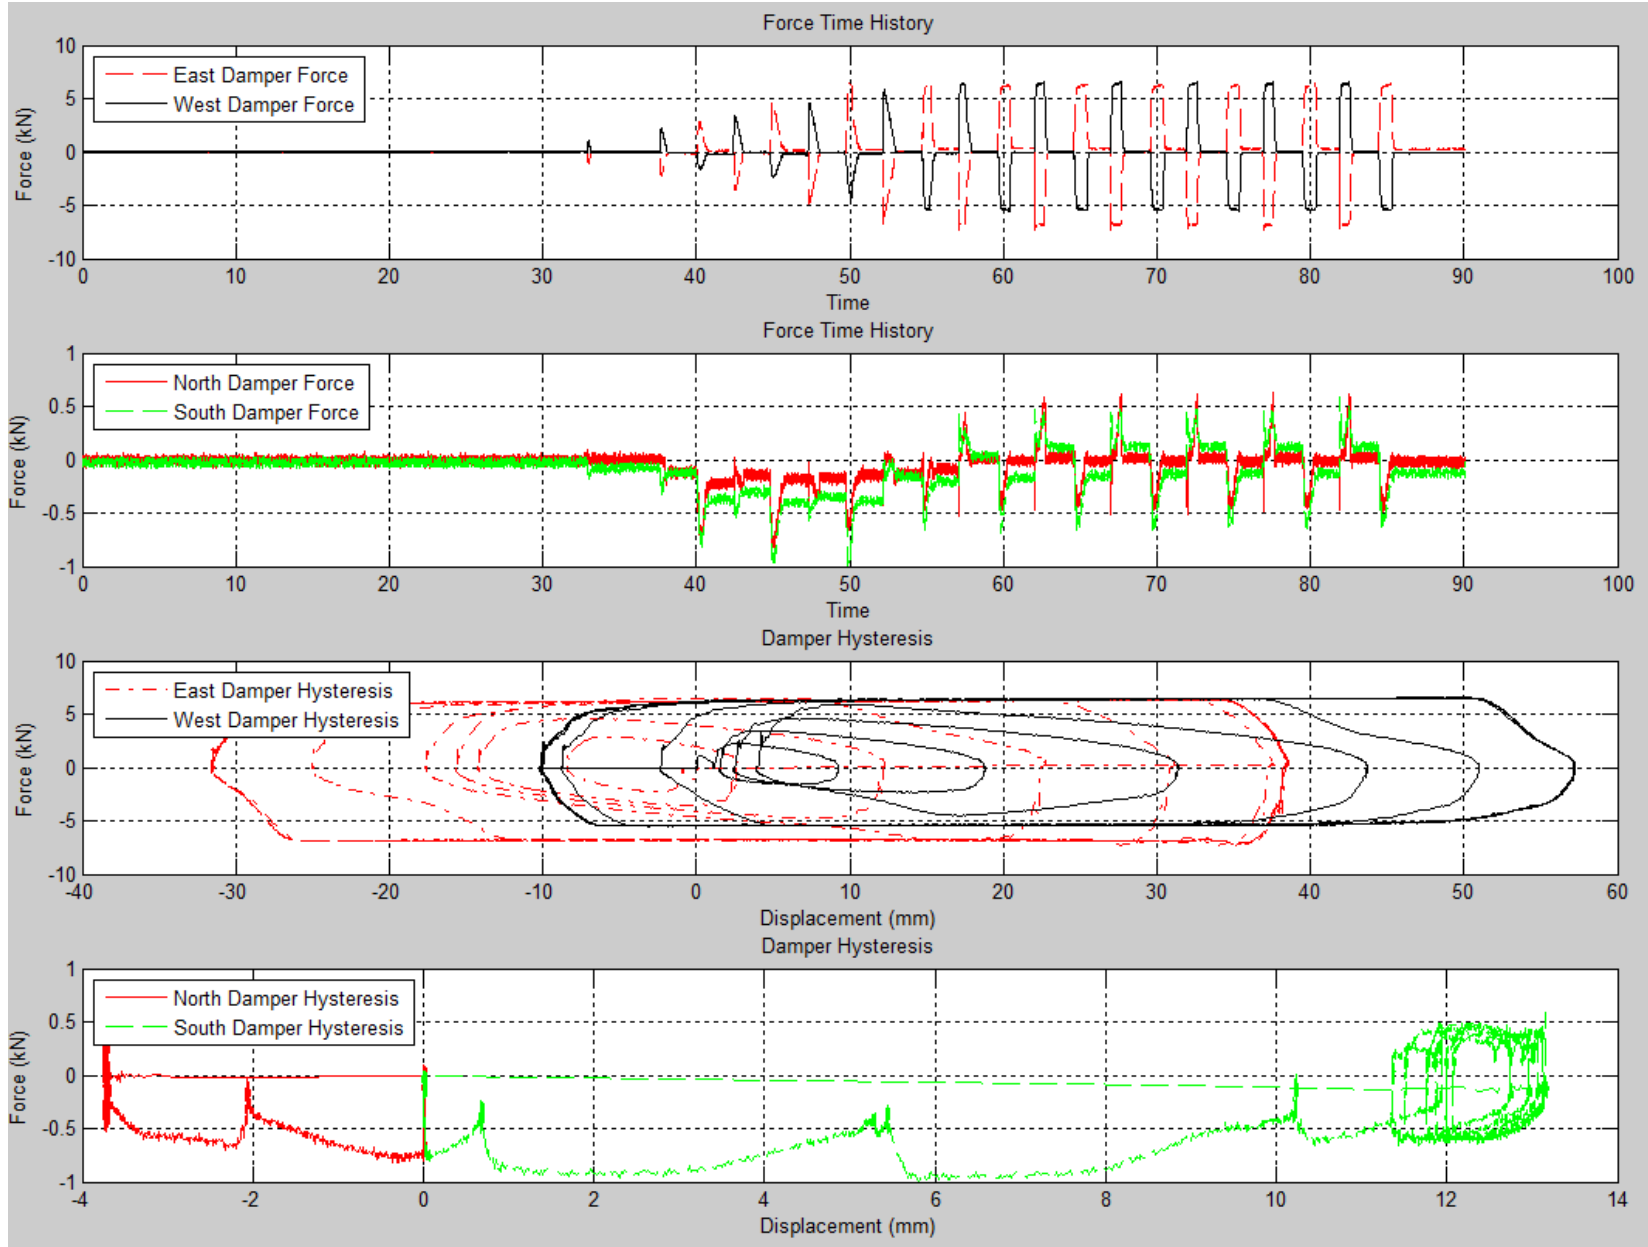 Force Time History
10
5
0
-5
-10
Force (kN)
East Damper Force
West Damper Force
0 10 20 30 40 50 60 70 80 90 100
Time
Force Time History
1
0.5
0
-0.5
-1
Force (kN)
North Damper Force
South Damper Force
0 10 20 30 40 50 60 70 80 90 100
Time
Damper Hysteresis
10
5
0
-5
-10
Force (kN)
East Damper Hysteresis
West Damper Hysteresis
-40 -30 -20 -10 0 10 20 30 40 50 60
Displacement (mm)
Damper Hysteresis
1
0.5
0
-0.5
-1
Force (kN)
North Damper Hysteresis
South Damper Hysteresis
-4 -2 0 2 4 6 8 10 12 14
Displacement (mm)